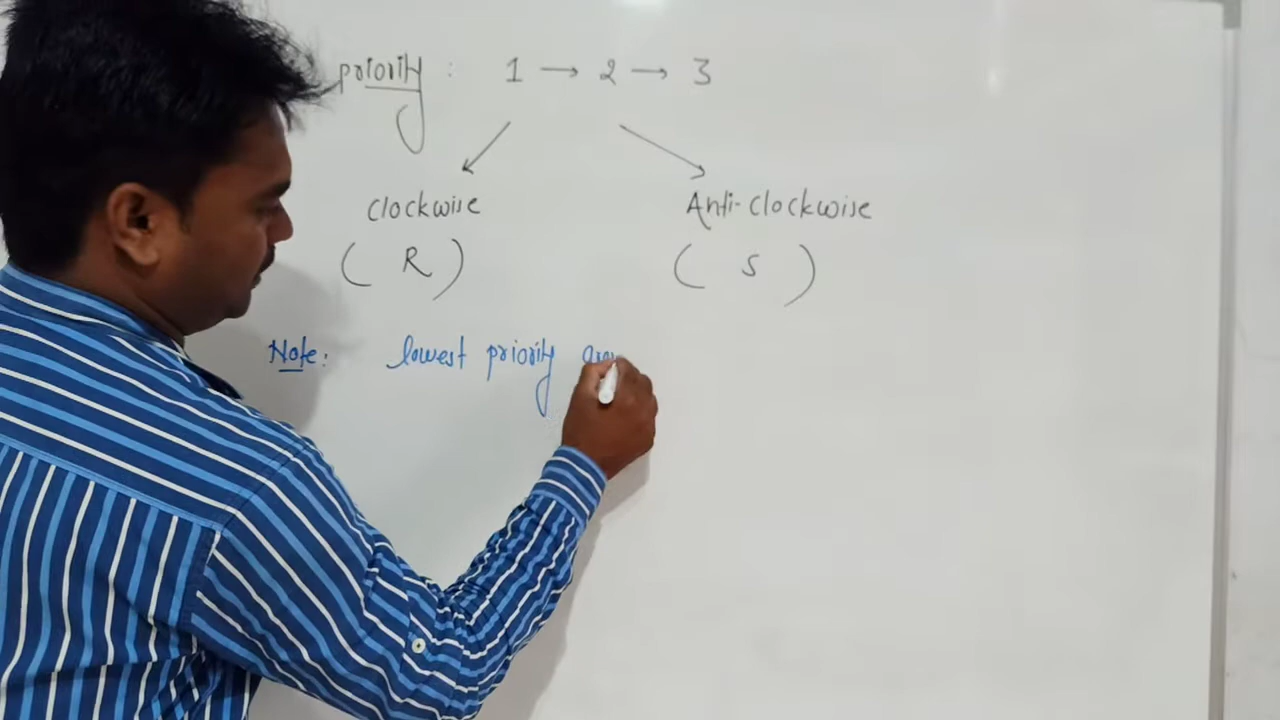 priority : 1 → 2 → 3
clockwise Anti-clockwise
( R ) ( S )
Note: lowest priority